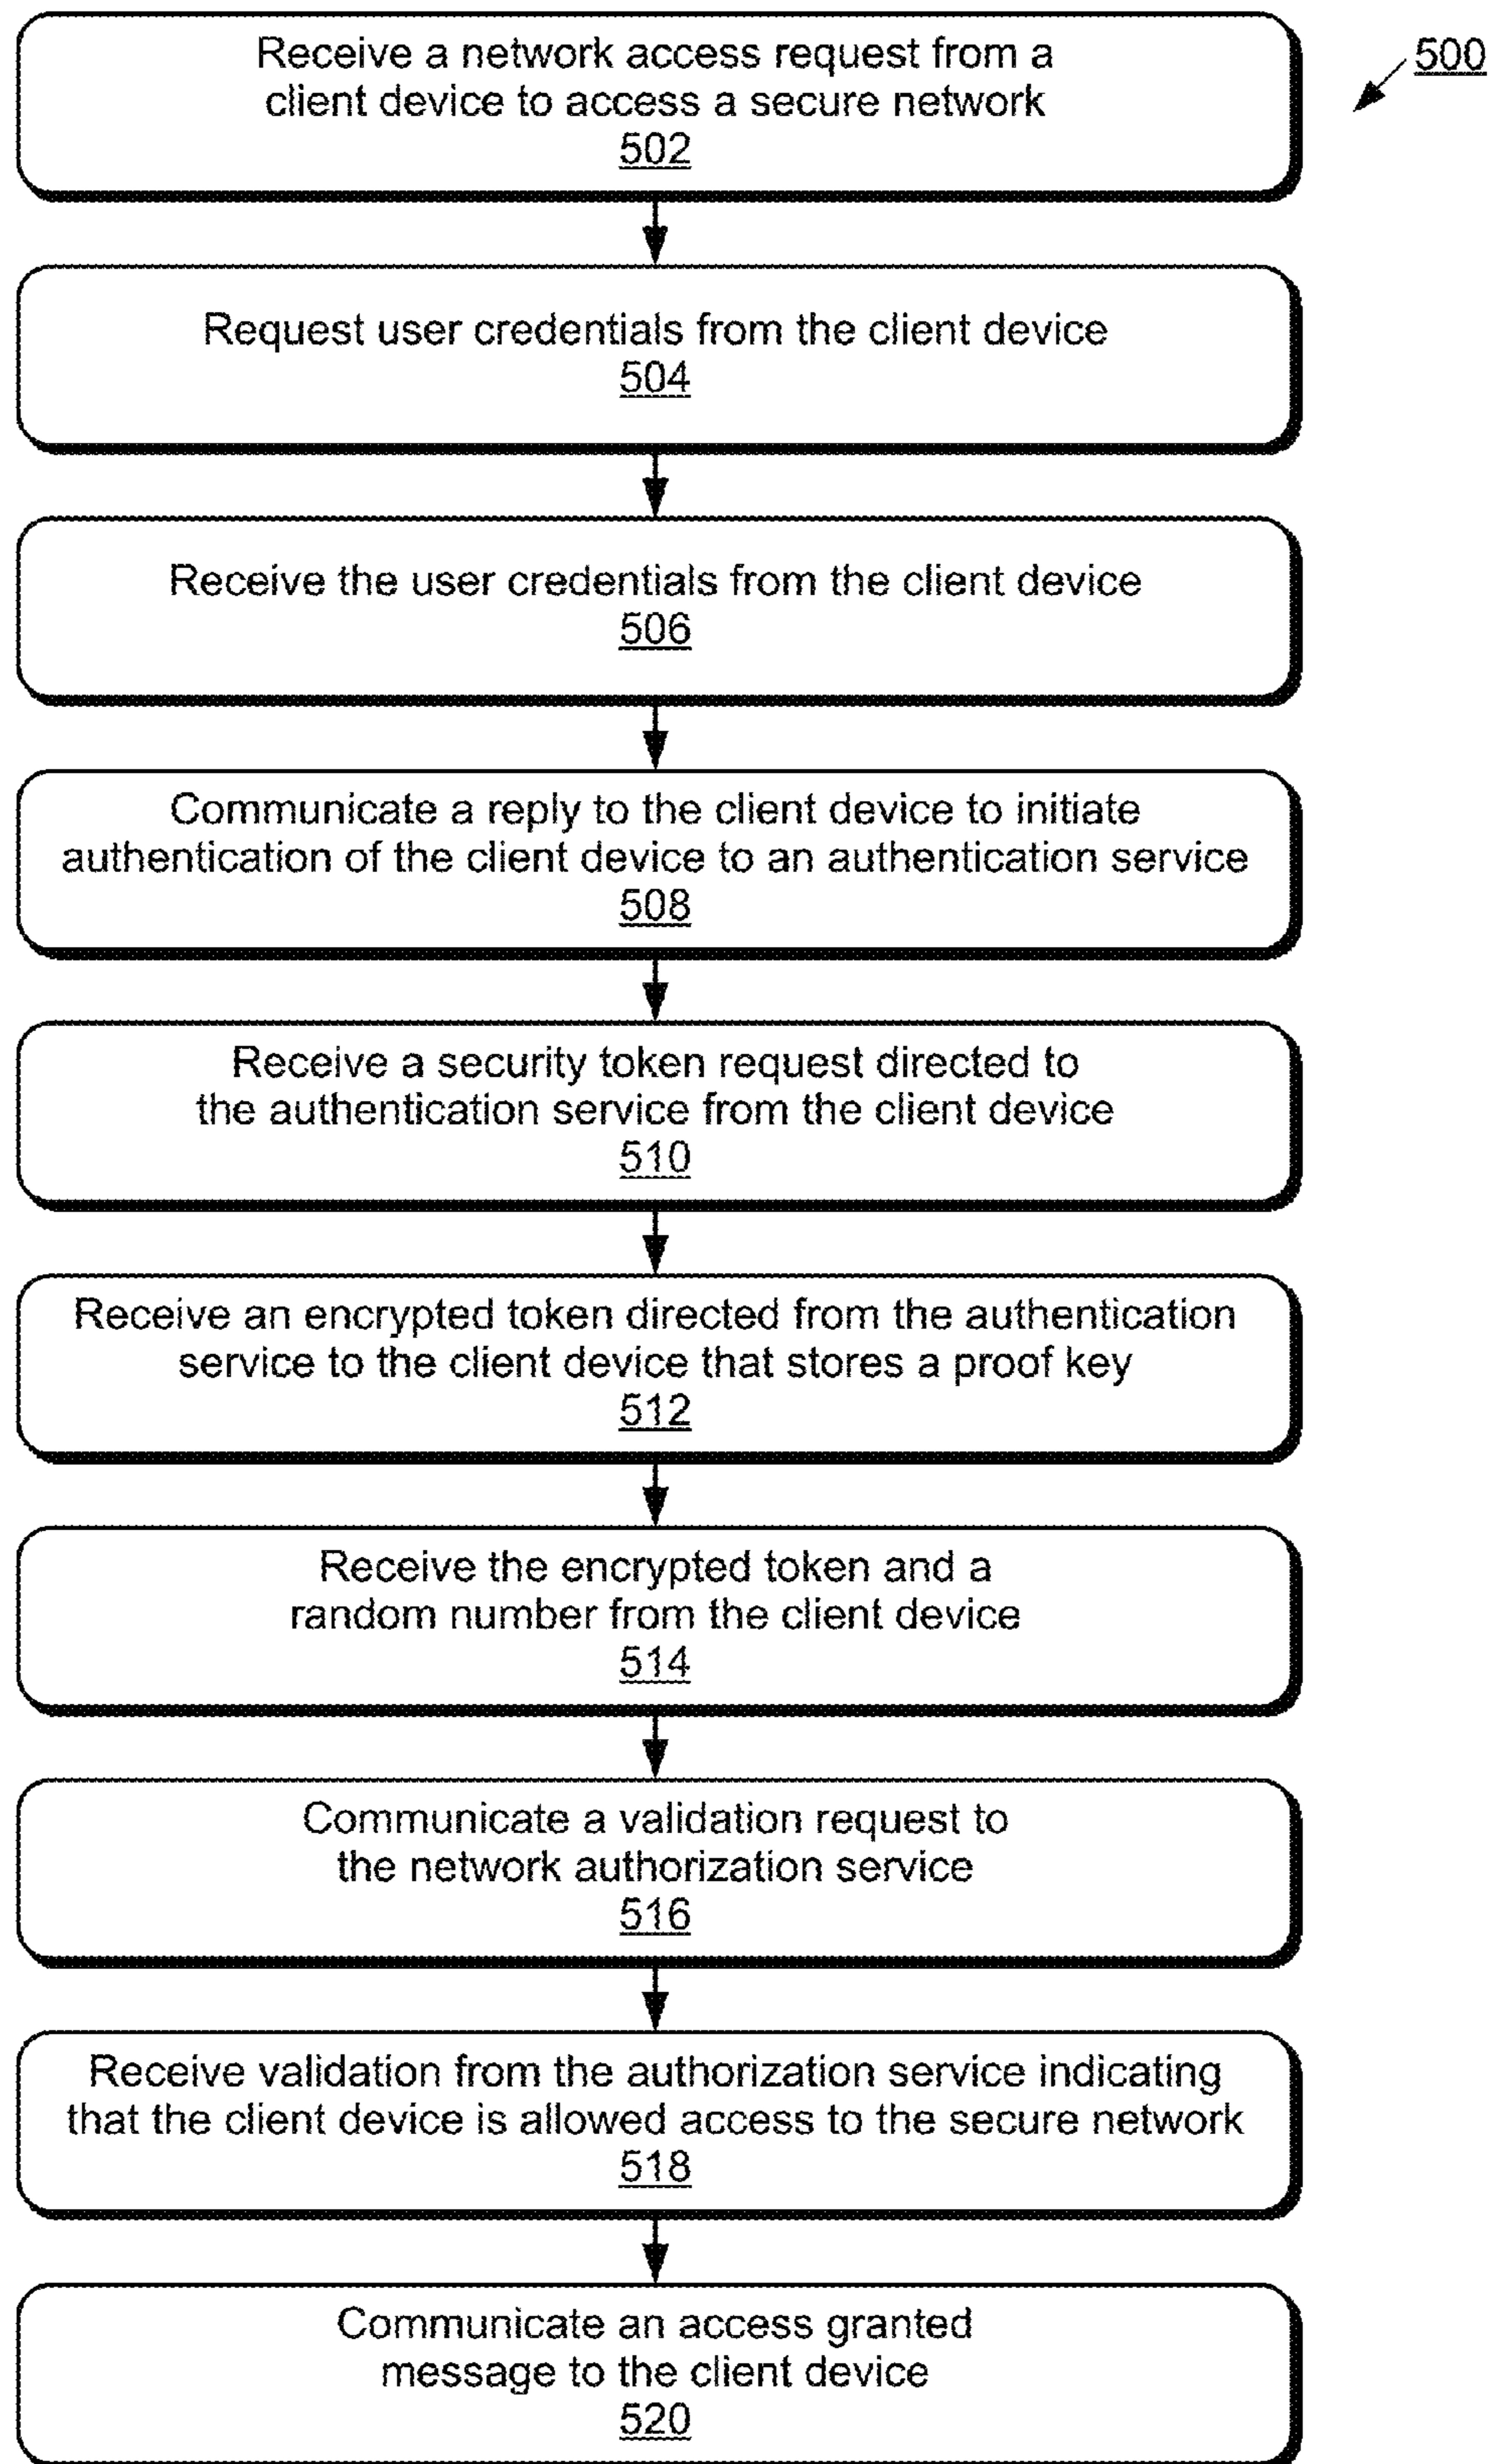 Receive a network access request from a
client device to access a secure network
502
500
Request user credentials from the client device
504
Receive the user credentials from the client device
506
Communicate a reply to the client device to initiate
authentication of the client device to an authentication service
508
Receive a security token request directed to
the authentication service from the client device
510
Receive an encrypted token directed from the authentication
service to the client device that stores a proof key
512
Receive the encrypted token and a
random number from the client device
514
Communicate a validation request to
the network authorization service
516
Receive validation from the authorization service indicating
that the client device is allowed access to the secure network
518
Communicate an access granted
message to the client device
520